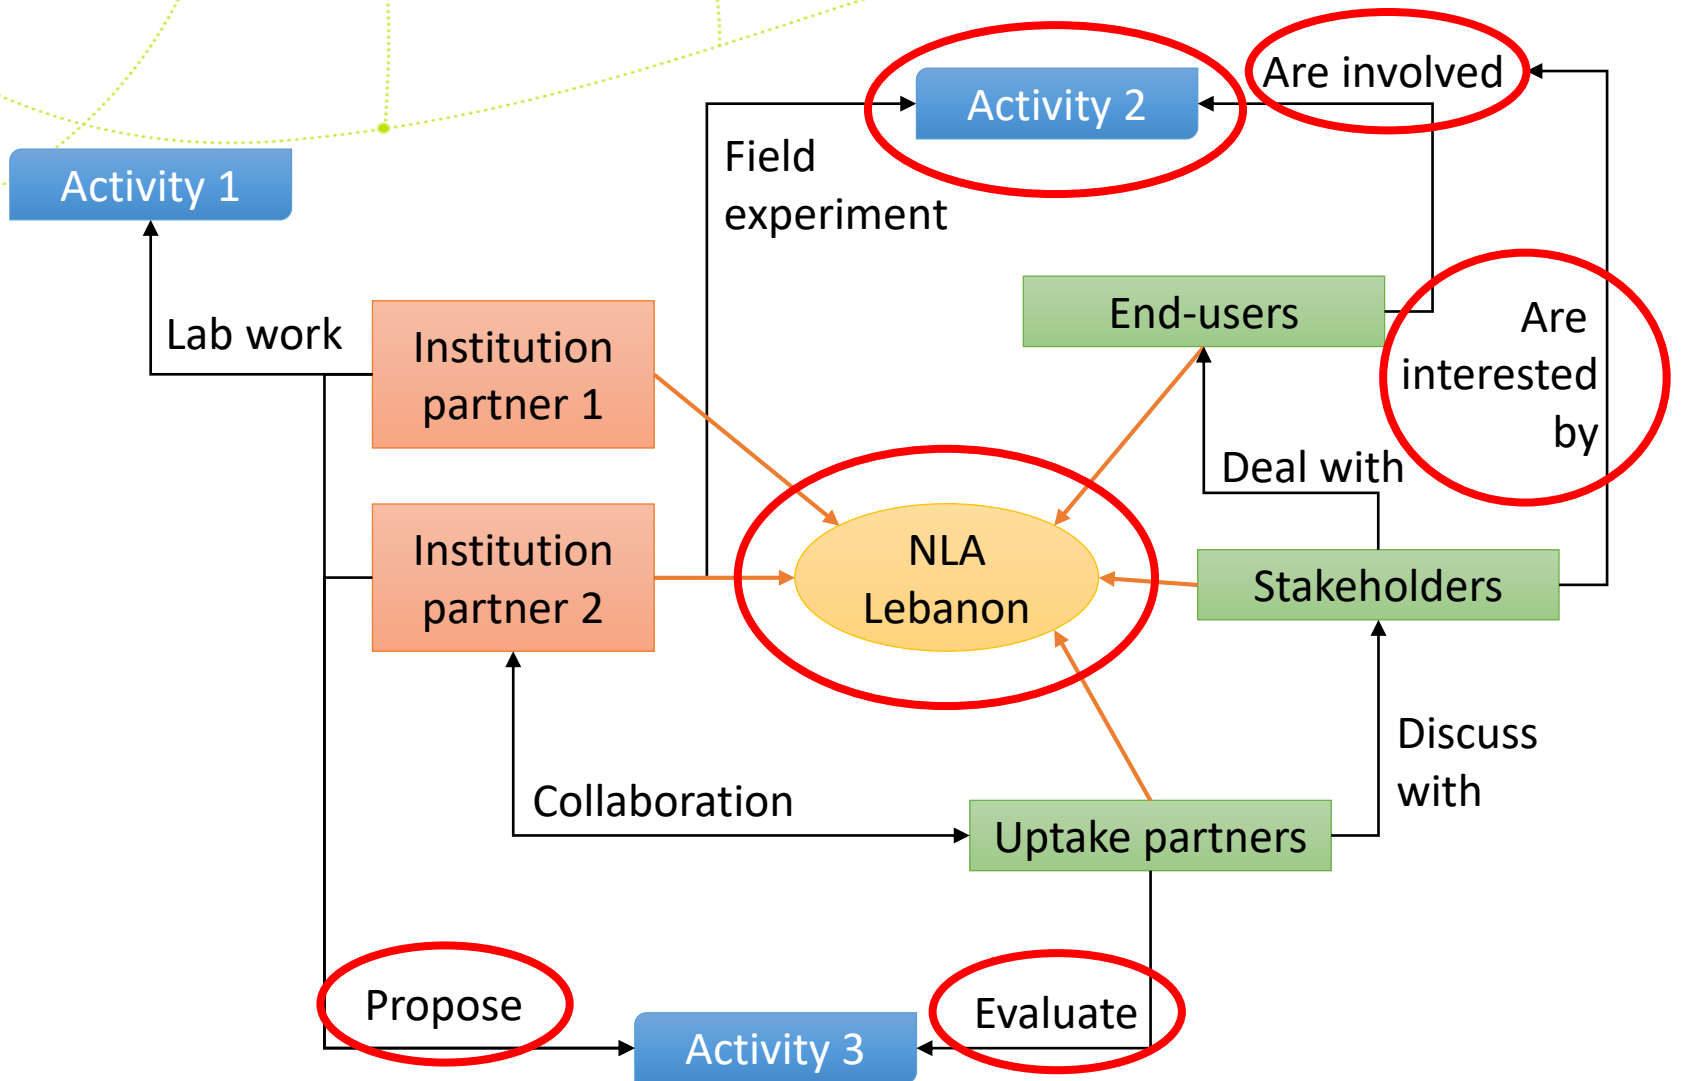 Are involved
Activity 2
Field
experiment
Activity 1
End-users
Are
interested
by
Lab work
Institution
partner 1
Deal with
Institution
partner 2
NLA
Lebanon
Stakeholders
Discuss
with
Collaboration
Uptake partners
Propose
Evaluate
Activity 3